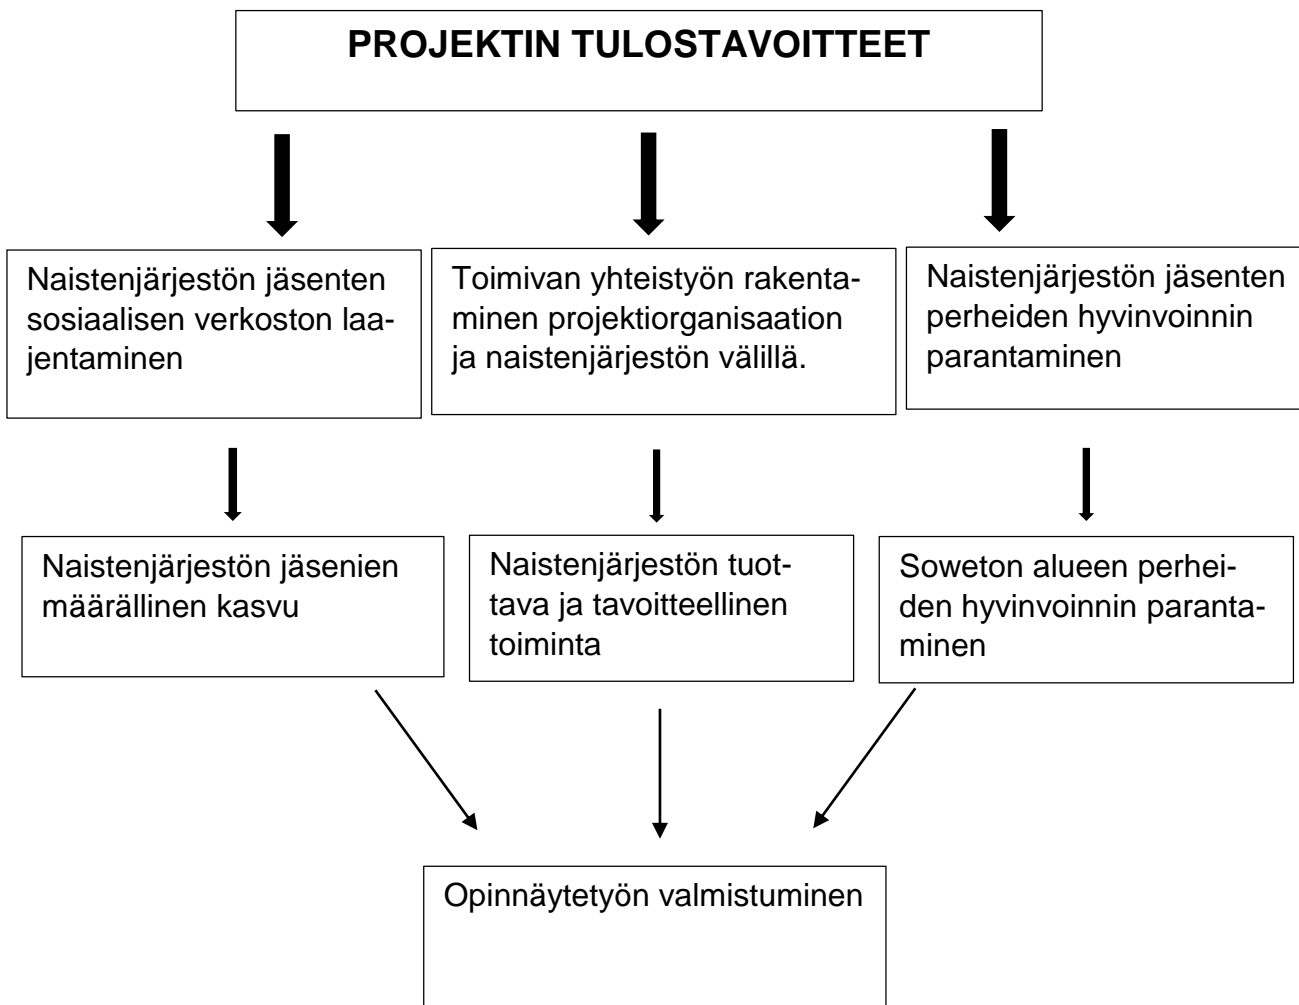 PROJEKTIN TULOSTAVOITTEET
Naistenjärjestön jäsenten
sosiaalisen verkoston laa-
jentaminen
Toimivan yhteistyön rakenta-
minen projektiorganisaation
ja naistenjärjestön välillä.
Naistenjärjestön jäsenten
perheiden hyvinvoinnin
parantaminen
Naistenjärjestön jäsenien
määrällinen kasvu
Naistenjärjestön tuot-
tava ja tavoitteellinen
toiminta
Soweton alueen perhei-
den hyvinvoinnin paranta-
minen
Opinnäytetyön valmistuminen